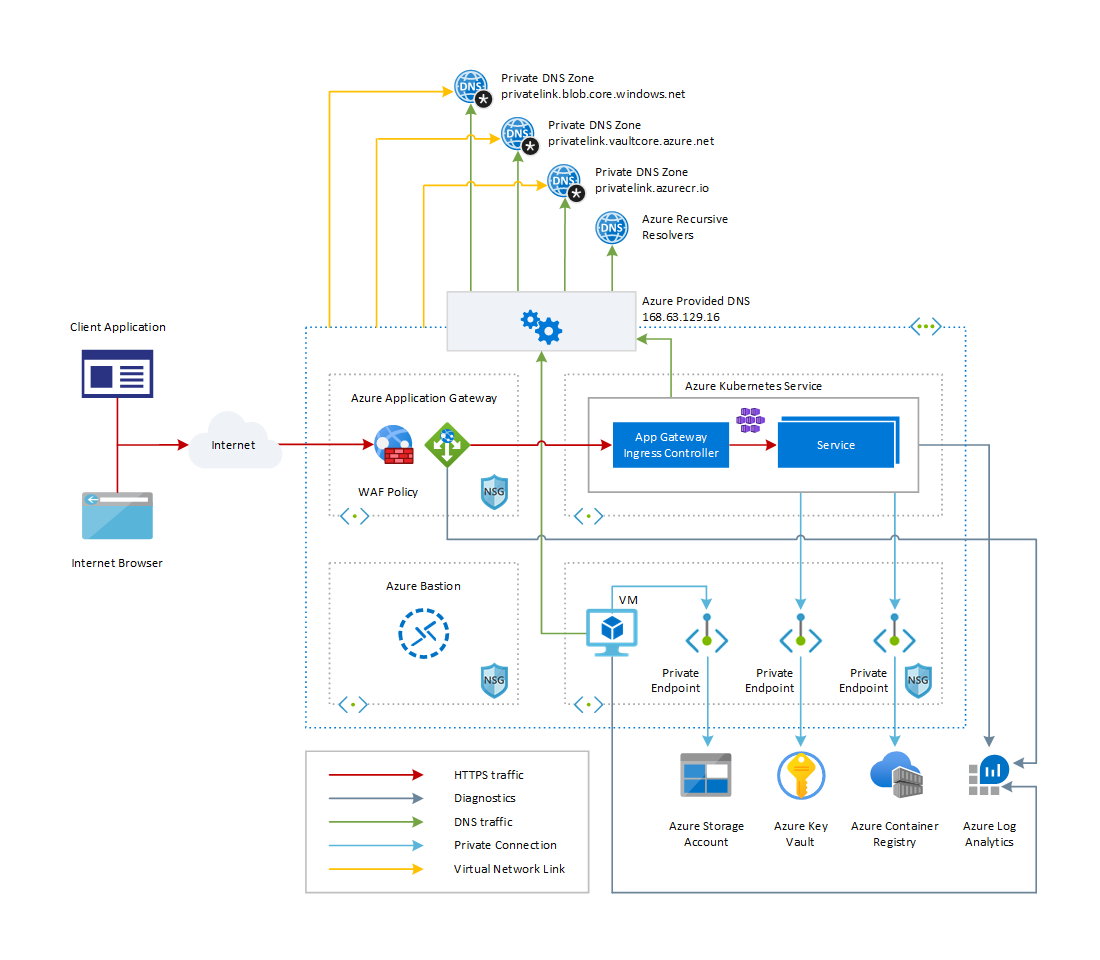 DNS
Private DNS Zone
privatelink.blob.core.windows.net
DNS
Private DNS Zone
privatelink.vaultcore.azure.net
DNS
Private DNS Zone
privatelink.azurecr.io
DNS
Azure Recursive
Resolvers
Azure Provided DNS
168.63.129.16
Client Application
Internet
Internet Browser
Azure Application Gateway
WAF Policy
NSG
Azure Kubernetes Service
App Gateway
Ingress Controller
Service
Azure Bastion
NSG
VM
Private
Endpoint
Private
Endpoint
Private
Endpoint
NSG
HTTPS traffic
Diagnostics
DNS traffic
Private Connection
Virtual Network Link
Azure Storage
Account
Azure Key
Vault
Azure Container
Registry
Azure Log
Analytics